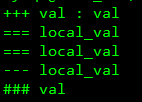 +++ val : val
=== local_val
=== local_val
--- local_val
### val